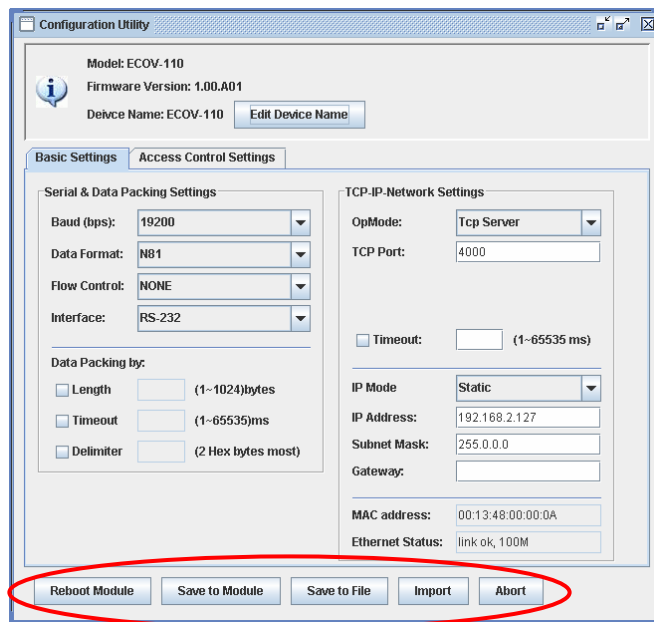 Configuration Utility
Model: ECOV-110
Firmware Version: 1.00.A01
Deivce Name: ECOV-110 Edit Device Name
Basic Settings Access Control Settings
Serial & Data Packing Settings
Baud (bps): 19200
Data Format: N81
Flow Control: NONE
Interface: RS-232
Data Packing by:
Length (1~1024)bytes
Timeout (1~65535)ms
Delimiter (2 Hex bytes most)
TCP-IP-Network Settings
OpMode: Tcp Server
TCP Port: 4000
Timeout: (1~65535 ms)
IP Mode Static
IP Address: 192.168.2.127
Subnet Mask: 255.0.0.0
Gateway:
MAC address: 00:13:48:00:00:0A
Ethernet Status: link ok, 100M
Reboot Module Save to Module Save to File Import Abort